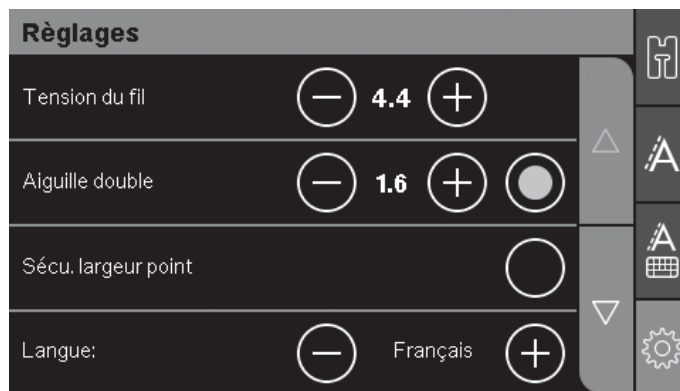 Règlages
Tension du fil 4.4
Aiguille double 1.6
Sécu. largeur point
Langue: Français